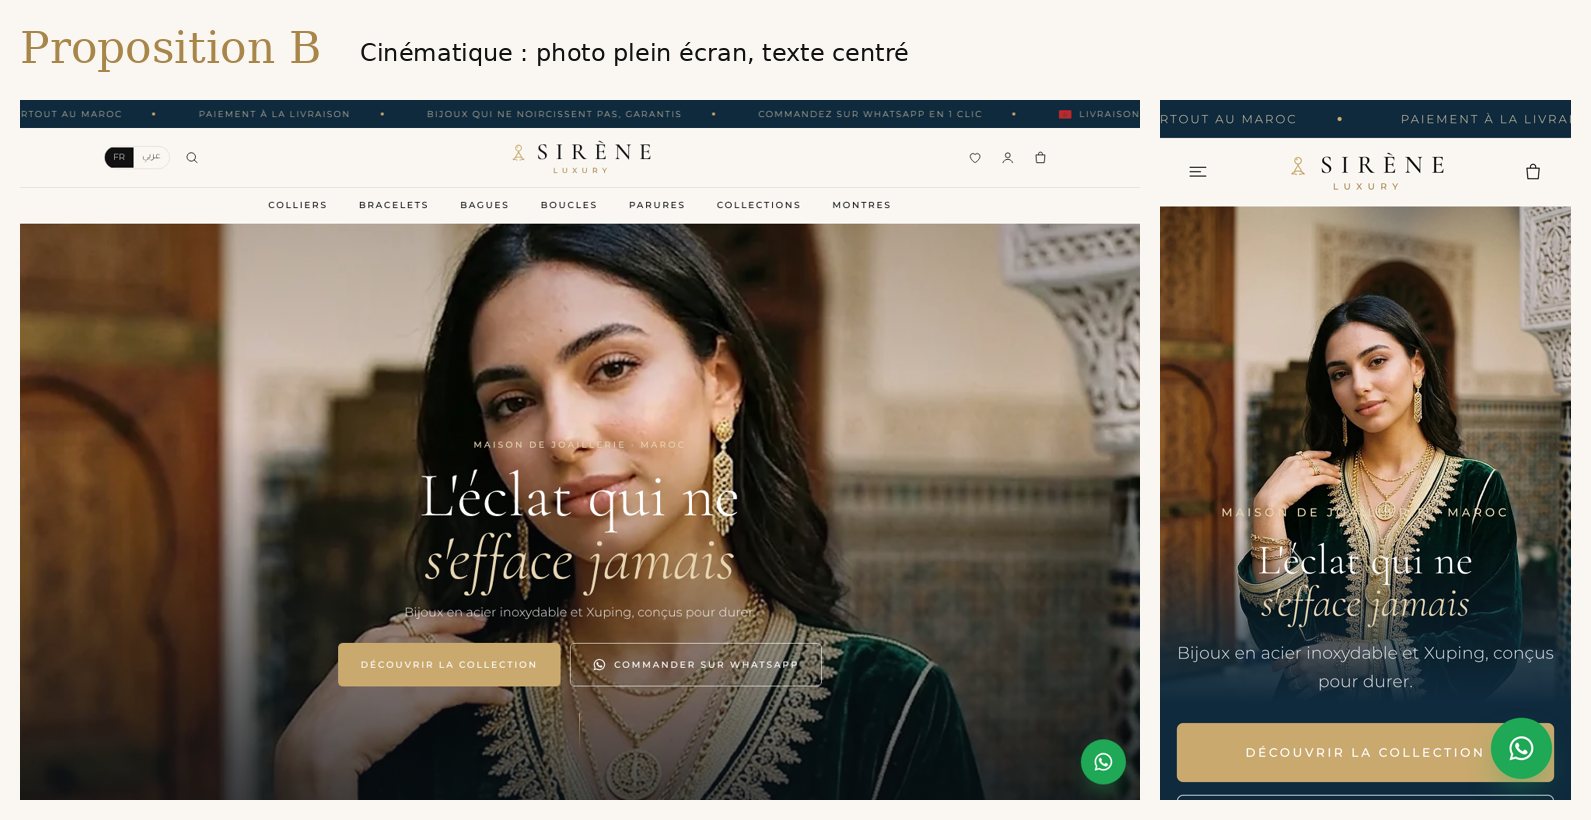 Proposition B
Cinématique : photo plein écran, texte centré
RTOUT AU MAROC • PAIEMENT À LA LIVRAISON • BIJOUX QUI NE NOIRCISSENT PAS, GARANTIS • COMMANDEZ SUR WHATSAPP EN 1 CLIC • LIVRAISON
FR عربي
SIRÈNE
LUXURY
COLLIERS BRACELETS BAGUES BOUCLES PARURES COLLECTIONS MONTRES
MAISON DE JOAILLERIE · MAROC
L'éclat qui ne
s'efface jamais
Bijoux en acier inoxydable et Xuping, conçus pour durer.
DÉCOUVRIR LA COLLECTION
COMMANDER SUR WHATSAPP
RTOUT AU MAROC • PAIEMENT À LA LIVRAI
SIRÈNE
LUXURY
MAISON DE JOAILLERIE · MAROC
L'éclat qui ne
s'efface jamais
Bijoux en acier inoxydable et Xuping, conçus
pour durer.
DÉCOUVRIR LA COLLECTION